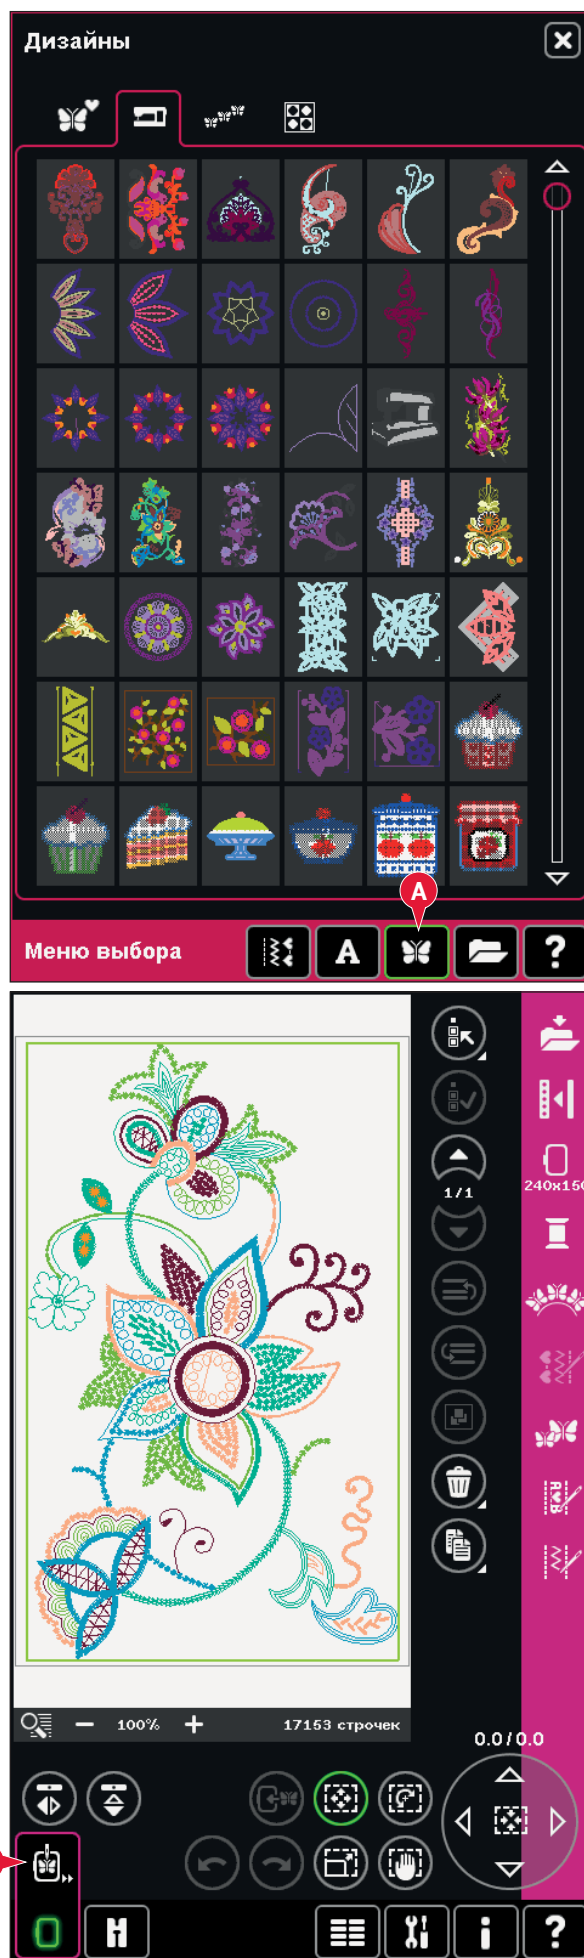 Дизайны
A
Меню выбора
A
?
1/1
240x150
A B
100%
17153 строчек
0.0/0.0
i
?